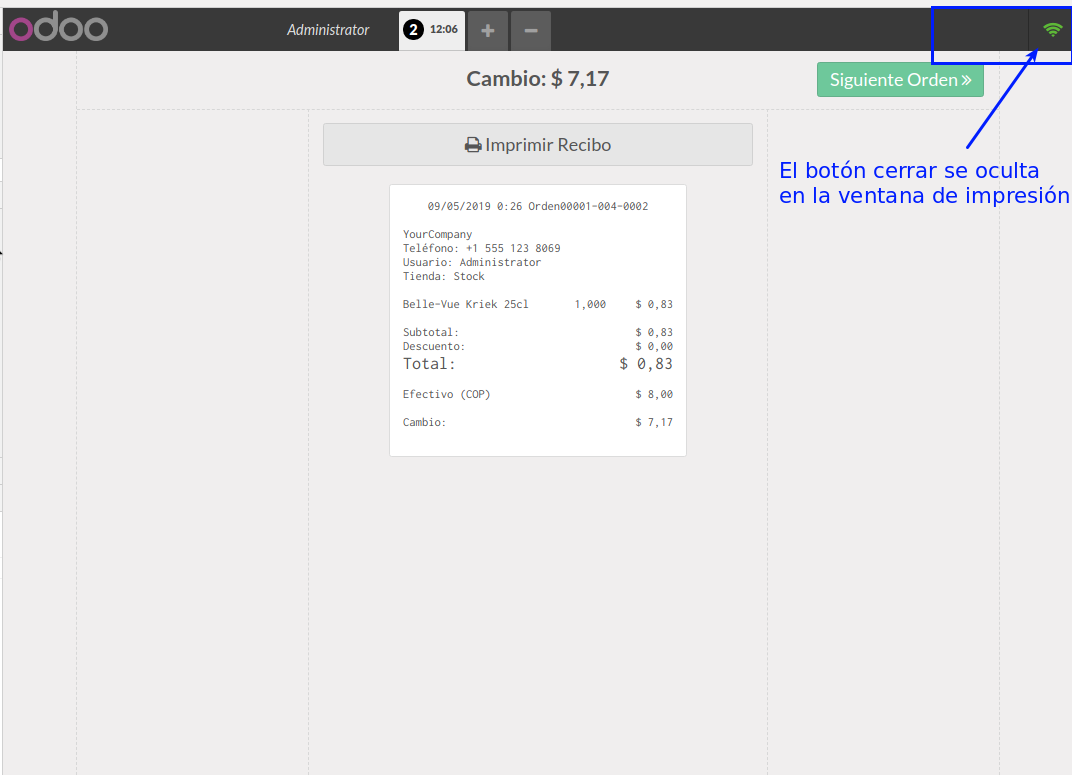 odoo
Administrator
2 12:06
Cambio: $ 7,17
Siguiente Orden
Imprimir Recibo
El botón cerrar se oculta
en la ventana de impresión
09/05/2019 0:26 Orden00001-004-0002
YourCompany
Teléfono: +1 555 123 8069
Usuario: Administrator
Tienda: Stock
Belle-Vue Kriek 25cl 1,000 $ 0,83
Subtotal: $ 0,83
Descuento: $ 0,00
Total: $ 0,83
Efectivo (COP) $ 8,00
Cambio: $ 7,17